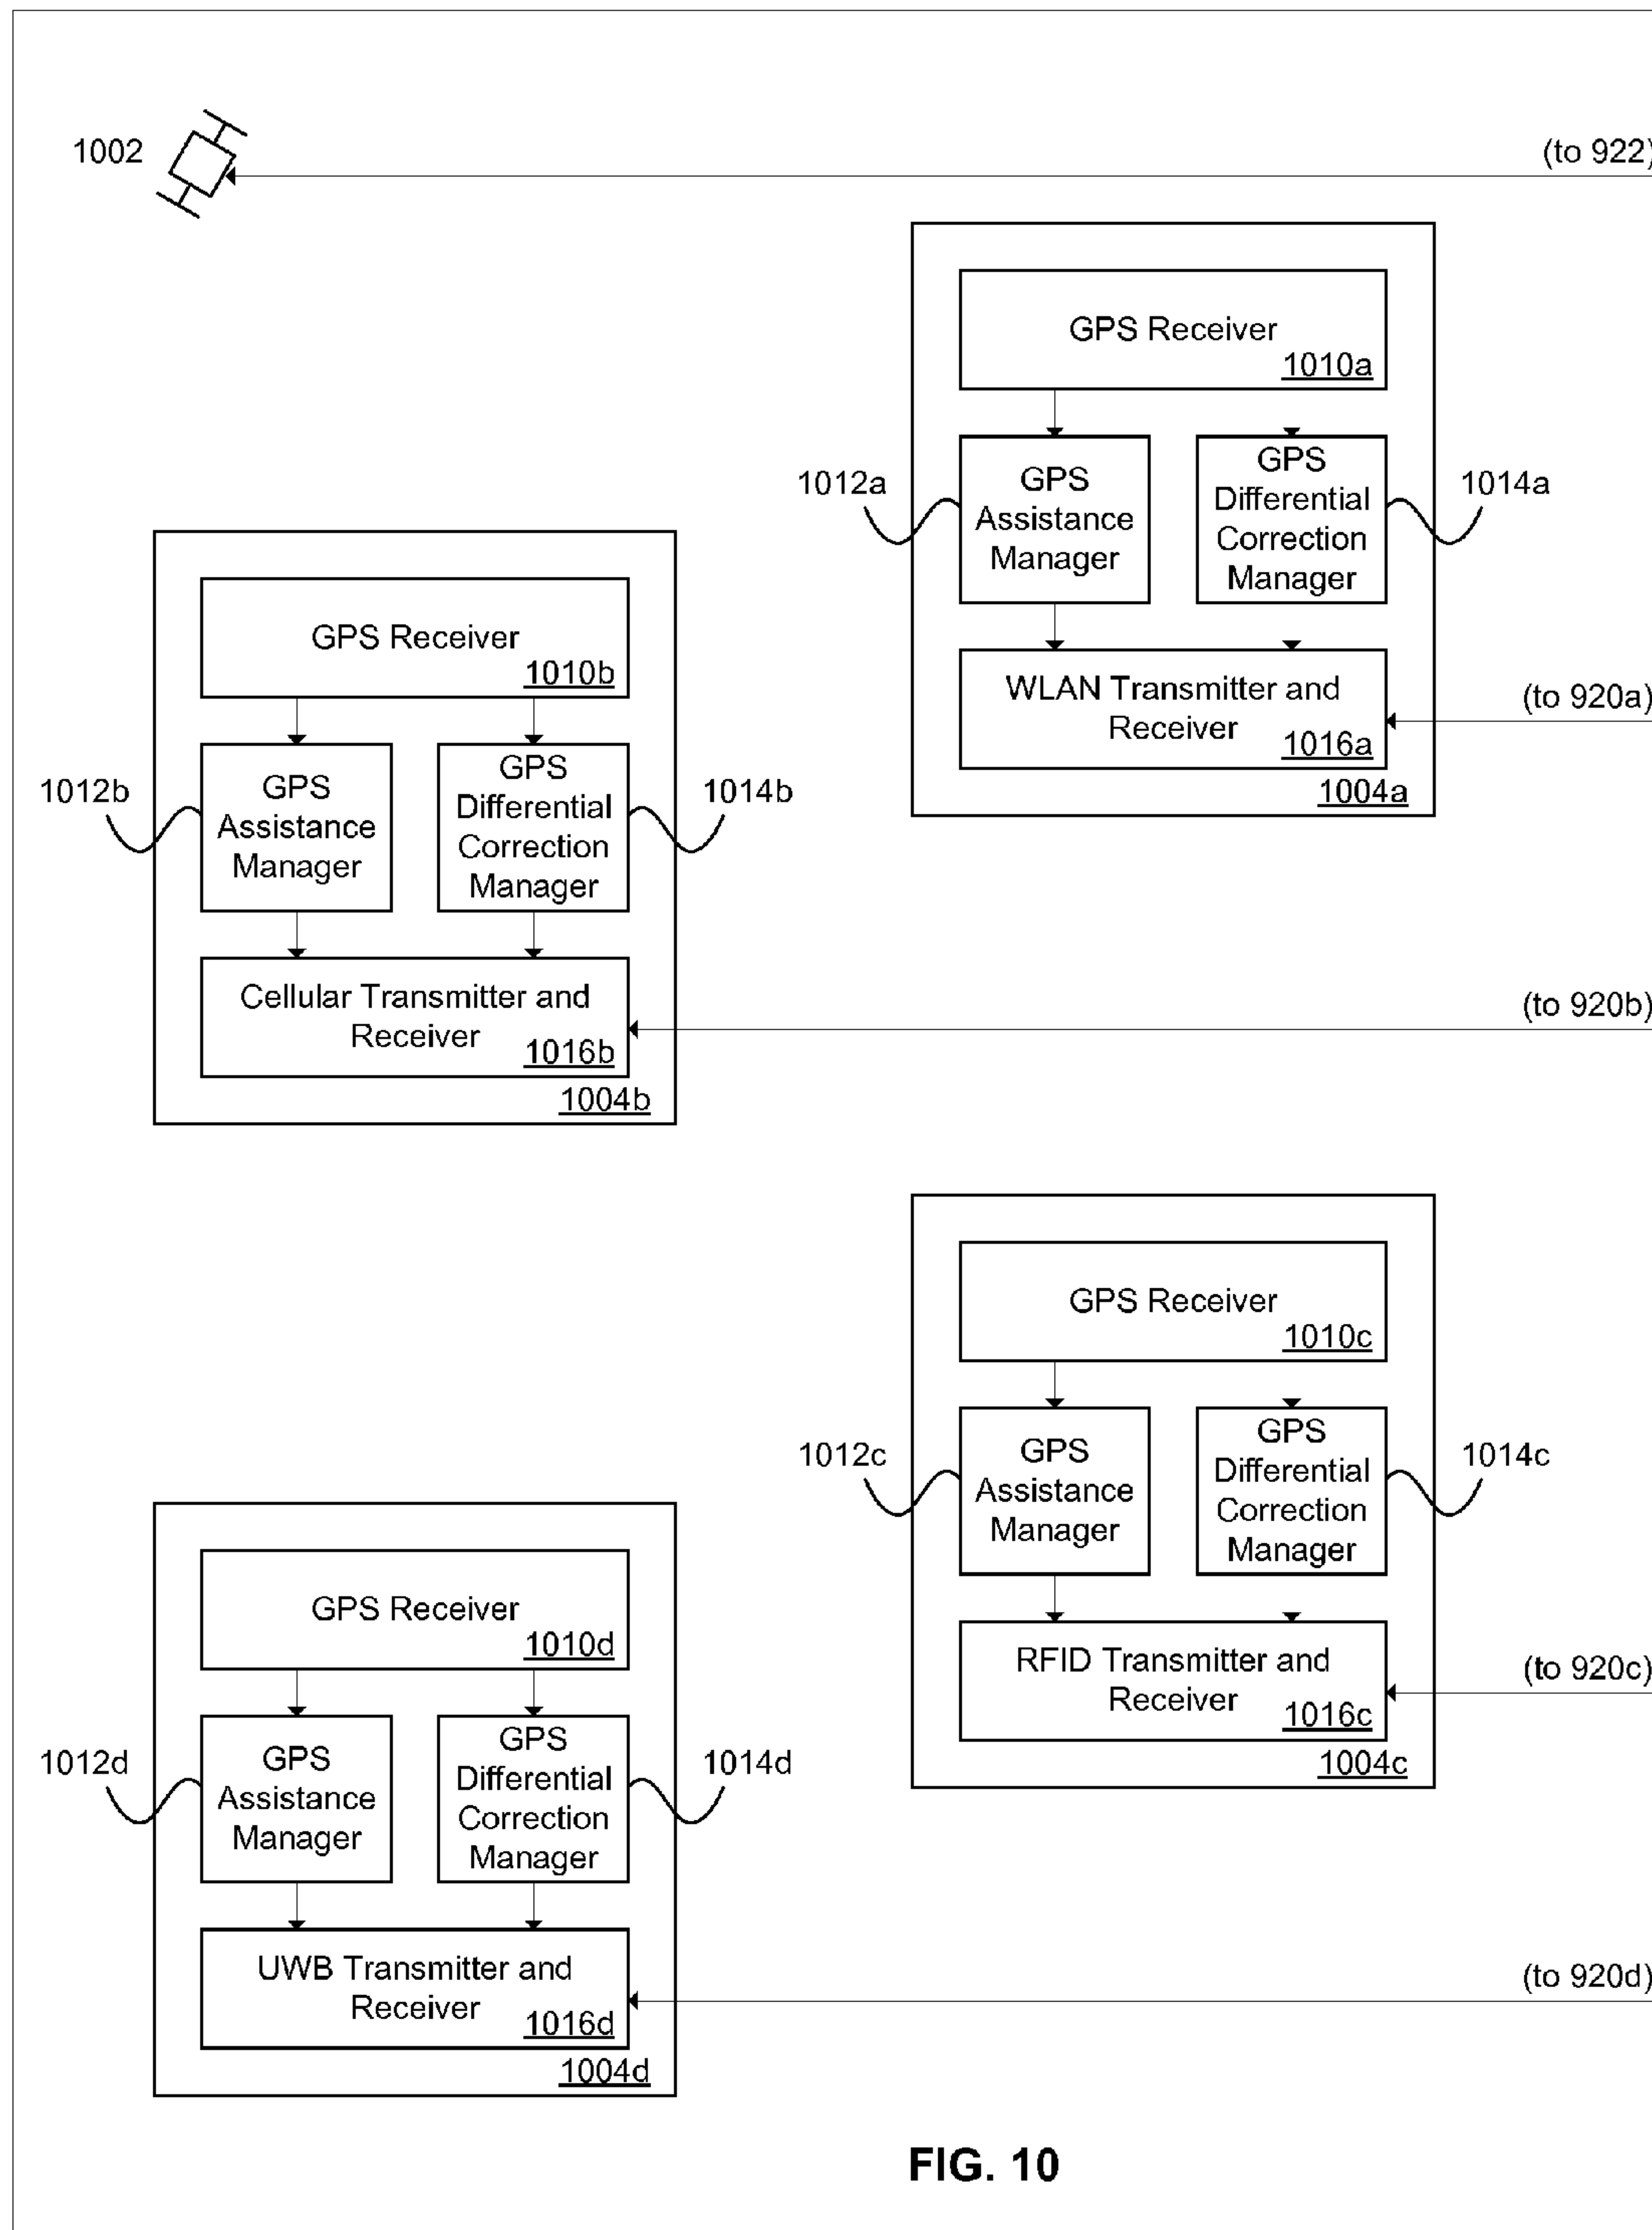 1002
(to 922)
GPS Receiver
1010a
1012a
GPS
Assistance
Manager
GPS
Differential
Correction
Manager
1014a
WLAN Transmitter and
Receiver
1016a
1004a
(to 920a)
GPS Receiver
1010b
1012b
GPS
Assistance
Manager
GPS
Differential
Correction
Manager
1014b
Cellular Transmitter and
Receiver
1016b
1004b
(to 920b)
GPS Receiver
1010c
1012c
GPS
Assistance
Manager
GPS
Differential
Correction
Manager
1014c
RFID Transmitter and
Receiver
1016c
1004c
(to 920c)
GPS Receiver
1010d
1012d
GPS
Assistance
Manager
GPS
Differential
Correction
Manager
1014d
UWB Transmitter and
Receiver
1016d
1004d
(to 920d)
FIG. 10